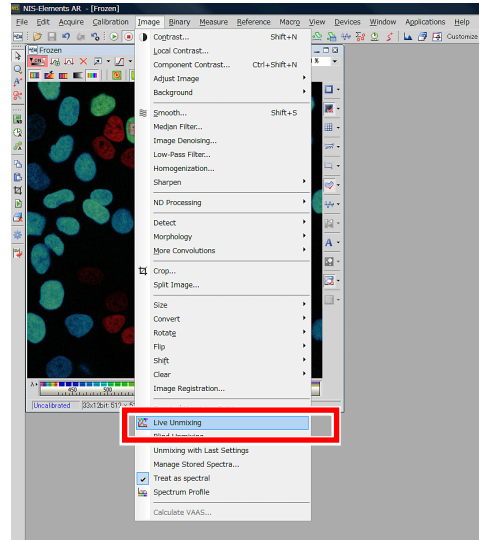 NIS-Elements AR - [Frozen]
File Edit Acquire Calibration Image Binary Measure Reference Macro View Devices Window Applications Help
Customize
Frozen
Contrast... Shift+N
Local Contrast...
Component Contrast... Ctrl+Shift+N
Adjust Image
Background
Smooth... Shift+S
Median Filter...
Image Denoising...
Low-Pass Filter...
Homogenization...
Sharpen
ND Processing
Detect
Morphology
More Convolutions
Crop...
Split Image...
Size
Convert
Rotate
Flip
Shift
Clear
Image Registration...
450 500
Uncalibrated
Live Unmixing
Blind Unmixing
Unmixing with Last Settings
Manage Stored Spectra...
Treat as spectral
Spectrum Profile
Calculate VAAS...